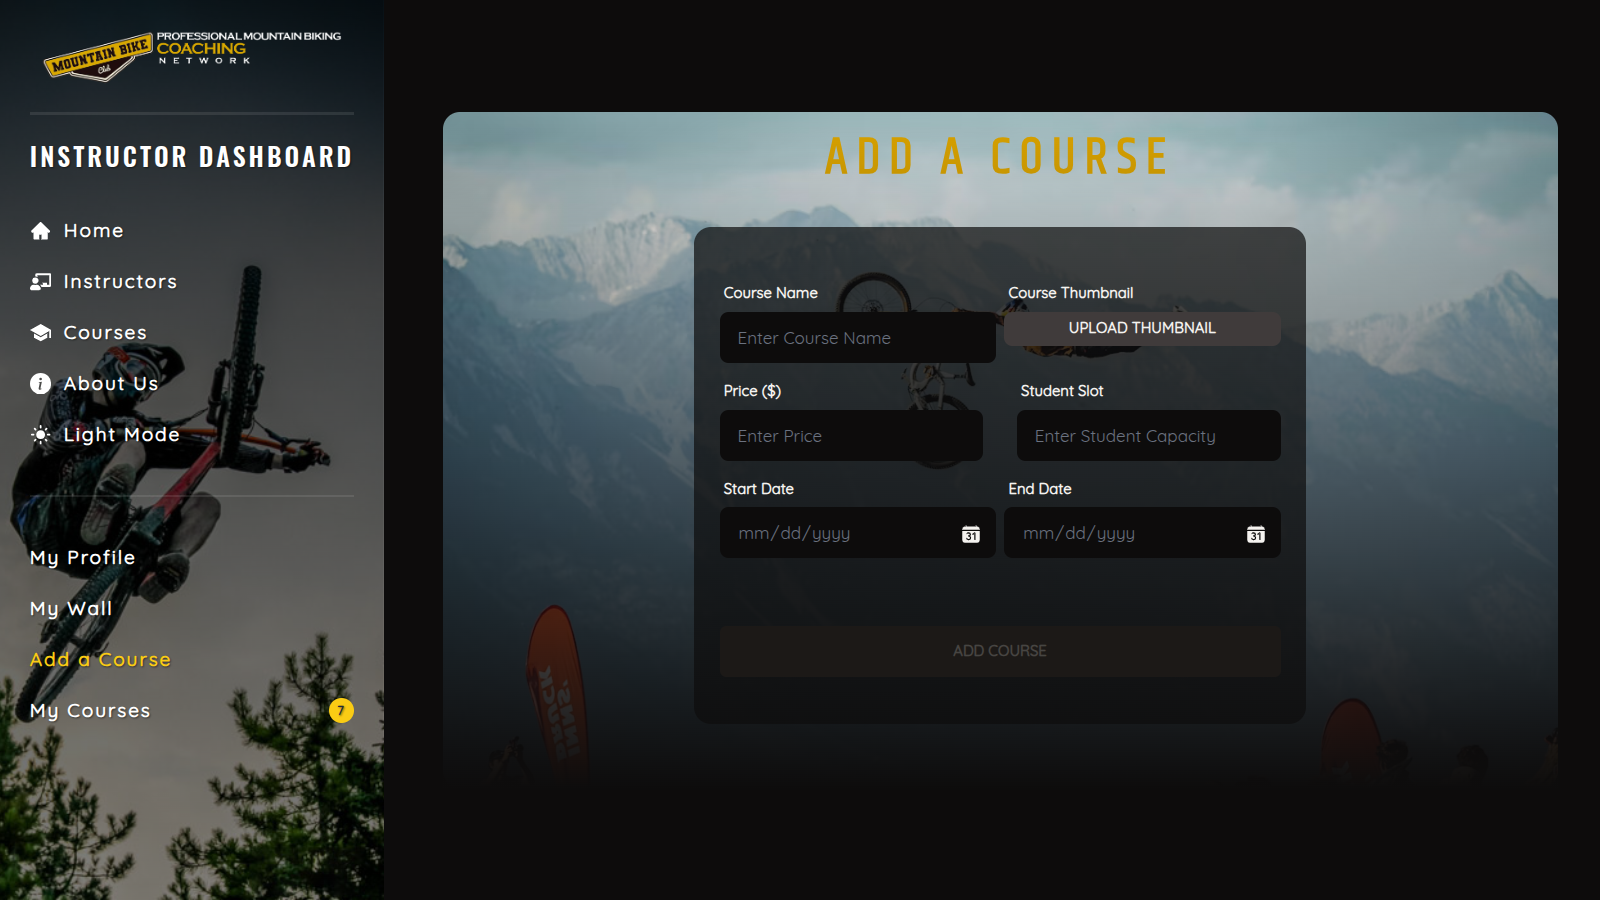 PROFESSIONAL MOUNTAIN BIKING
COACHING
NETWORK
MOUNTAIN BIKE
Club
INSTRUCTOR DASHBOARD
Home
Instructors
Courses
About Us
Light Mode
My Profile
My Wall
Add a Course
My Courses 7
ADD A COURSE
Course Name Course Thumbnail
Enter Course Name UPLOAD THUMBNAIL
Price ($) Student Slot
Enter Price Enter Student Capacity
Start Date End Date
mm/dd/yyyy 31 mm/dd/yyyy 31
ADD COURSE